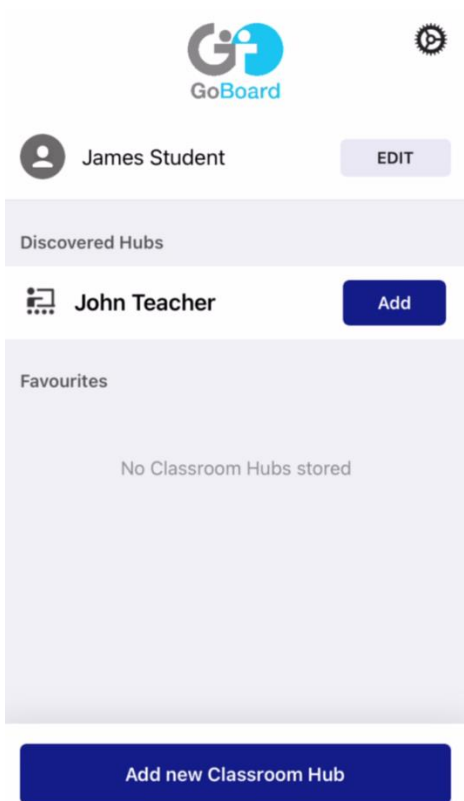 GoBoard
James Student
EDIT
Discovered Hubs
John Teacher
Add
Favourites
No Classroom Hubs stored
Add new Classroom Hub